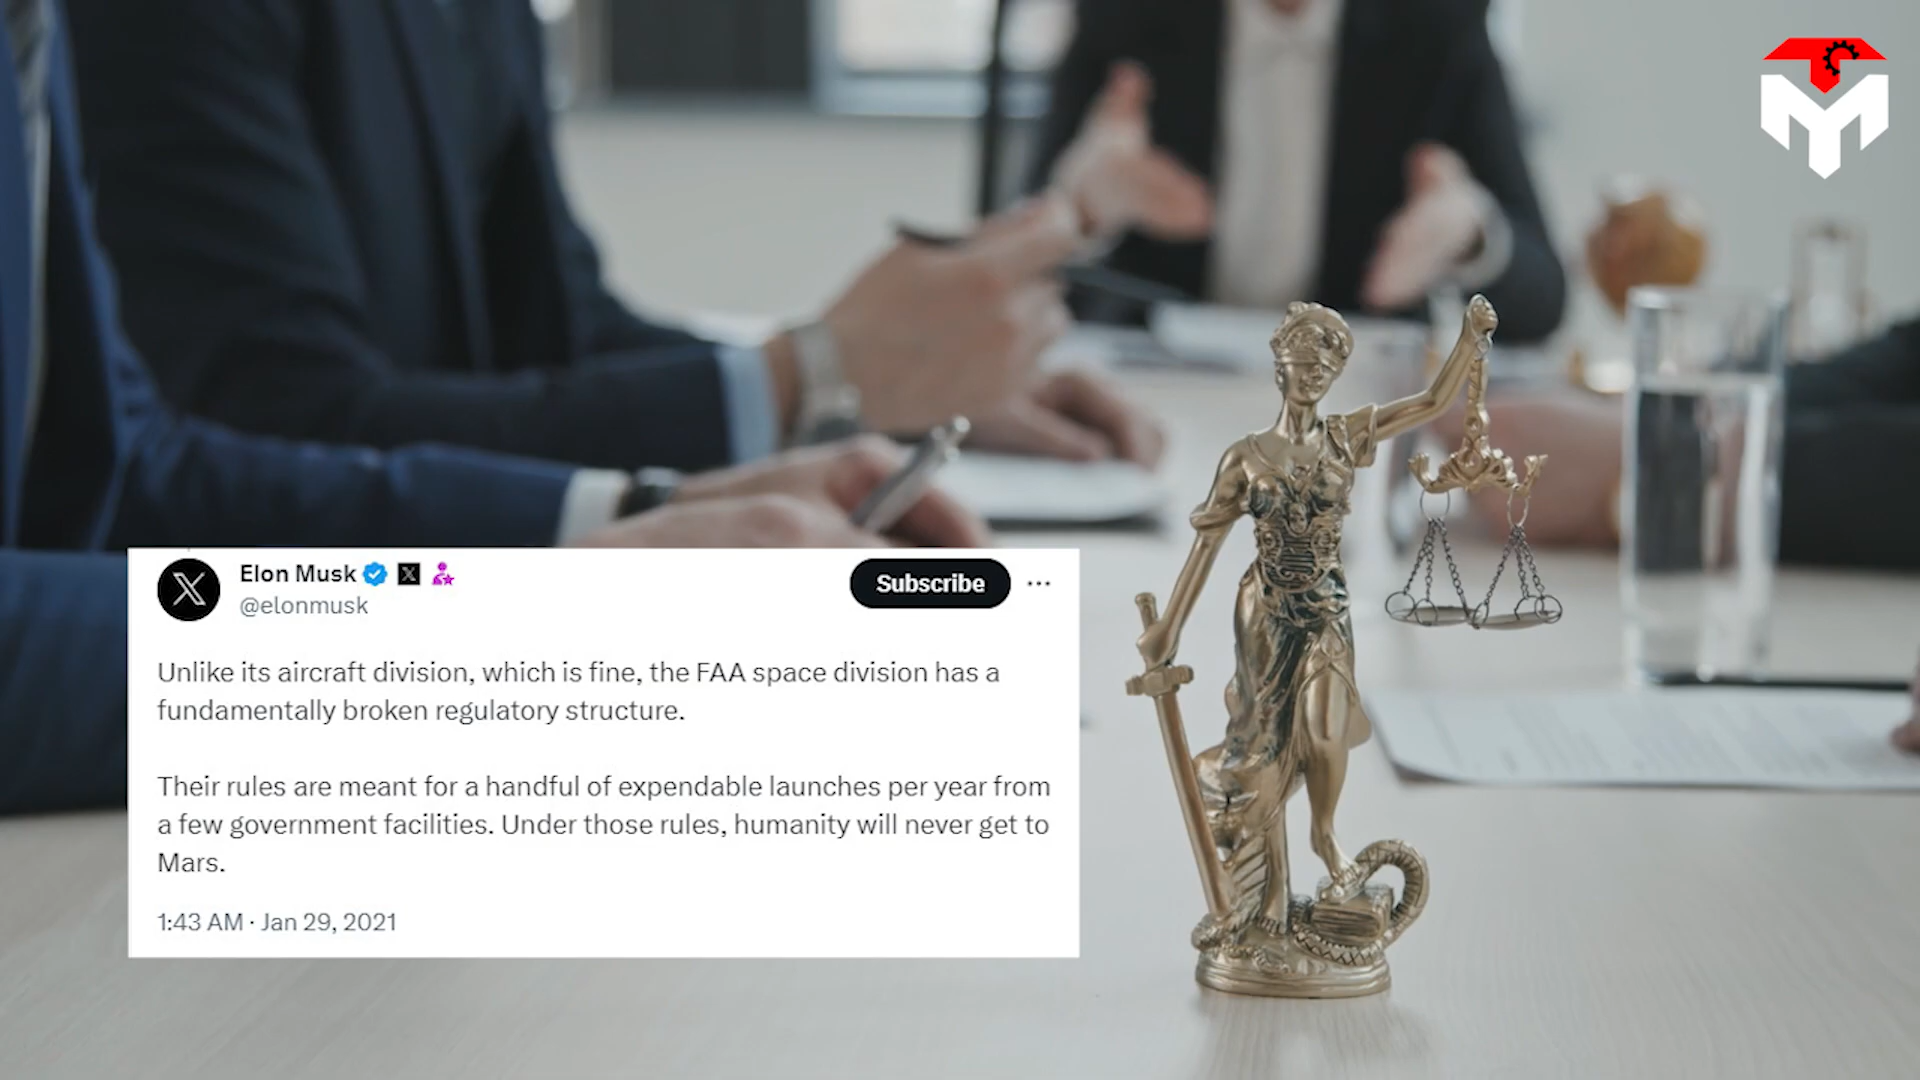 Elon Musk
@elonmusk
Subscribe
Unlike its aircraft division, which is fine, the FAA space division has a
fundamentally broken regulatory structure.
Their rules are meant for a handful of expendable launches per year from
a few government facilities. Under those rules, humanity will never get to
Mars.
1:43 AM · Jan 29, 2021